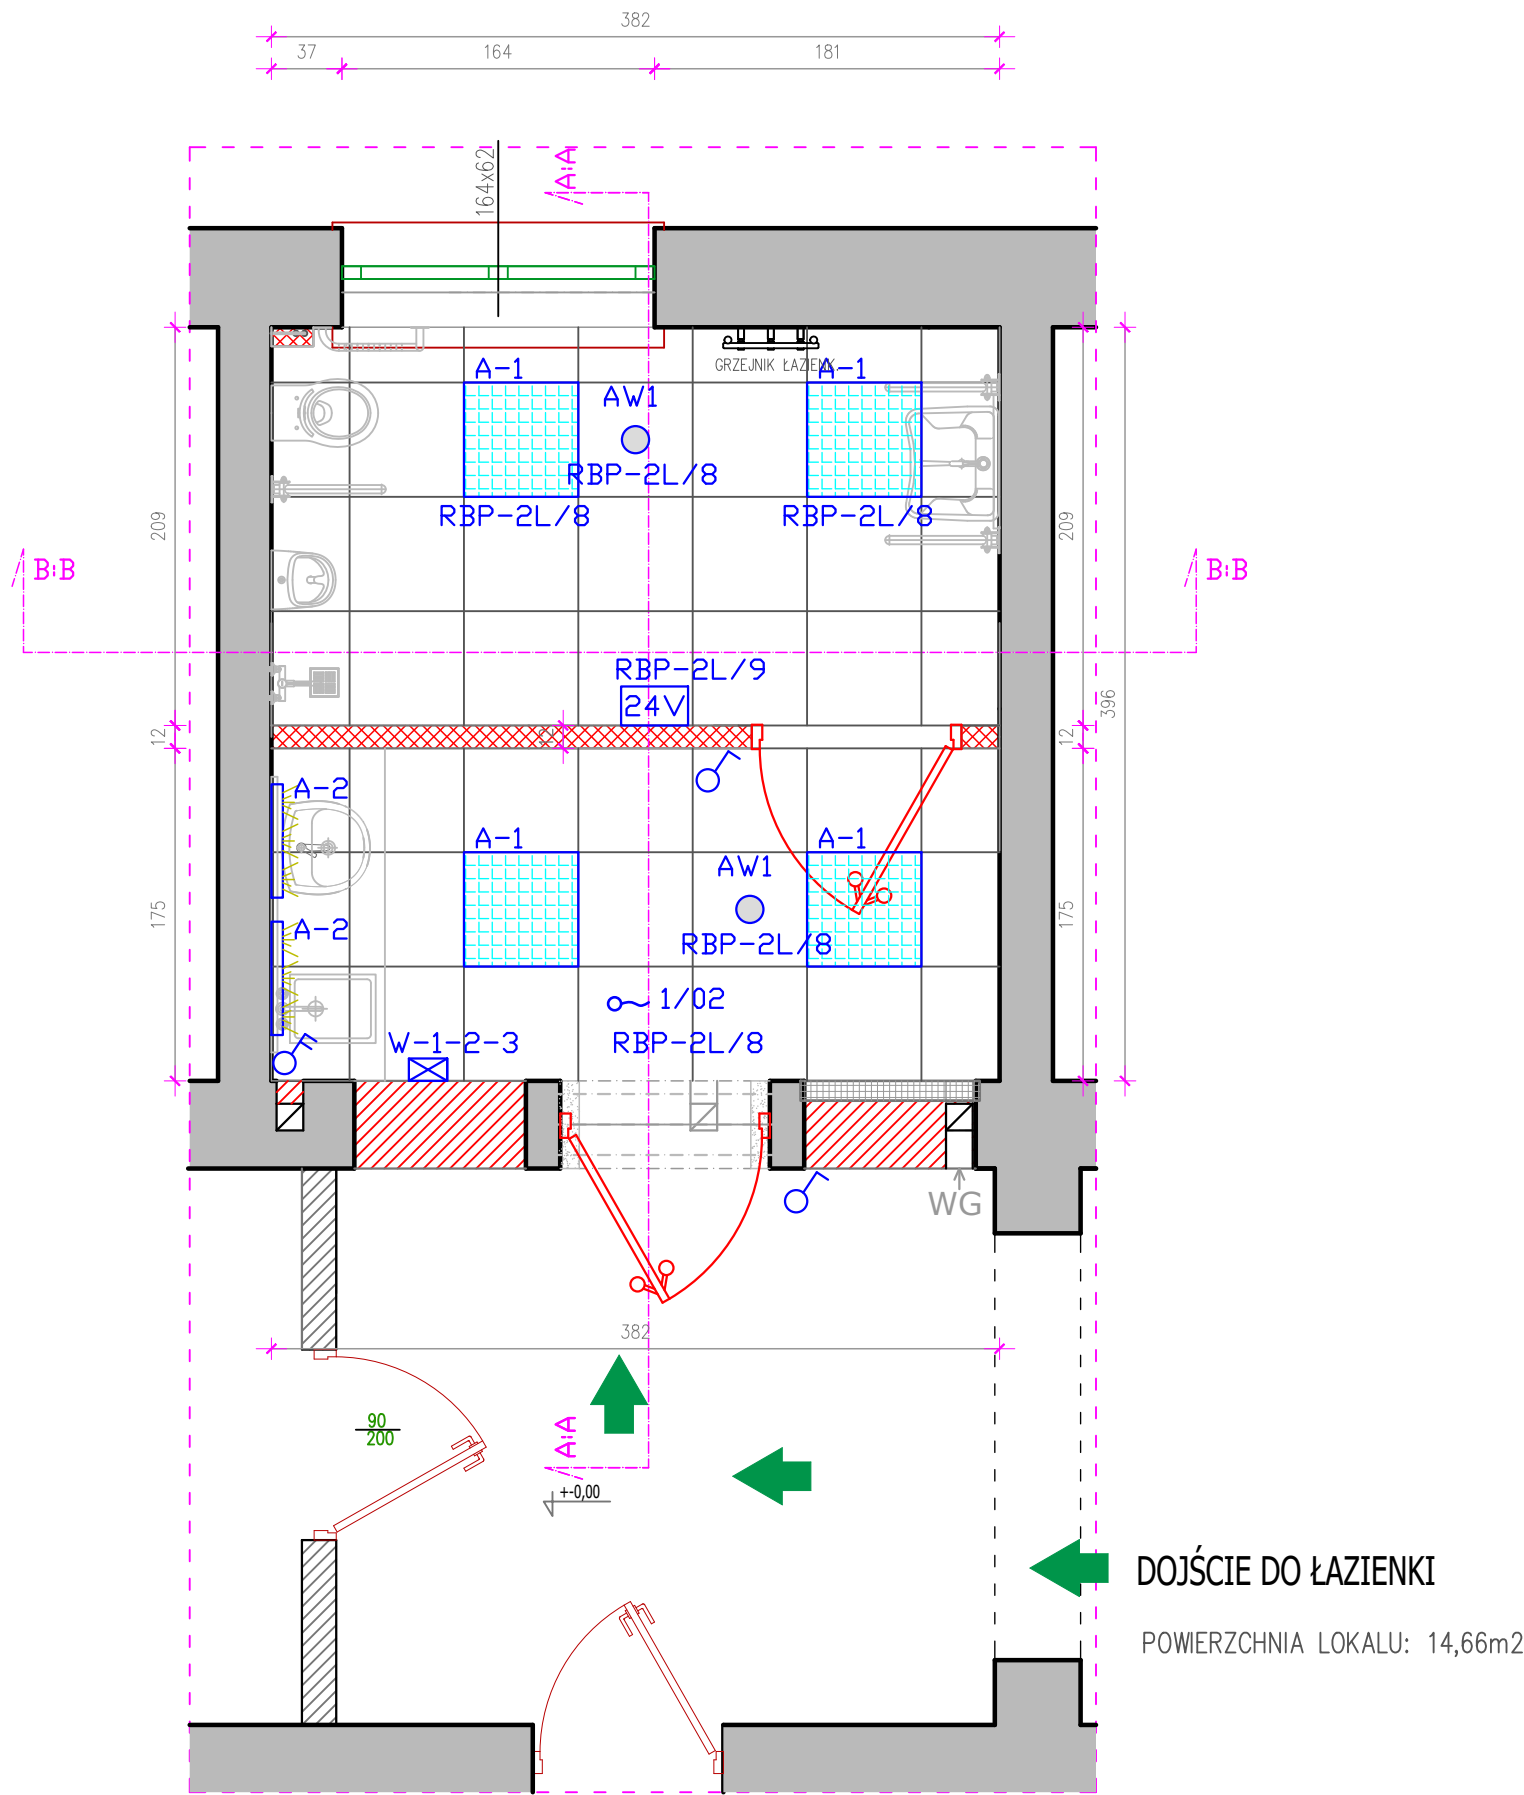 382
37 164 181
164x62
A:A
GRZEJNIK ŁAZIENK.
A-1 A-1
AW1
RBP-2L/8
RBP-2L/8 RBP-2L/8
209 209
B:B B:B
RBP-2L/9
24V
396
12 12 12
A-2
A-1 A-1
AW1
175 175
A-2
RBP-2L/8
1/02
W-1-2-3 RBP-2L/8
WG
382
90
200
A:A
+-0,00
DOJŚCIE DO ŁAZIENKI
POWIERZCHNIA LOKALU: 14,66m2